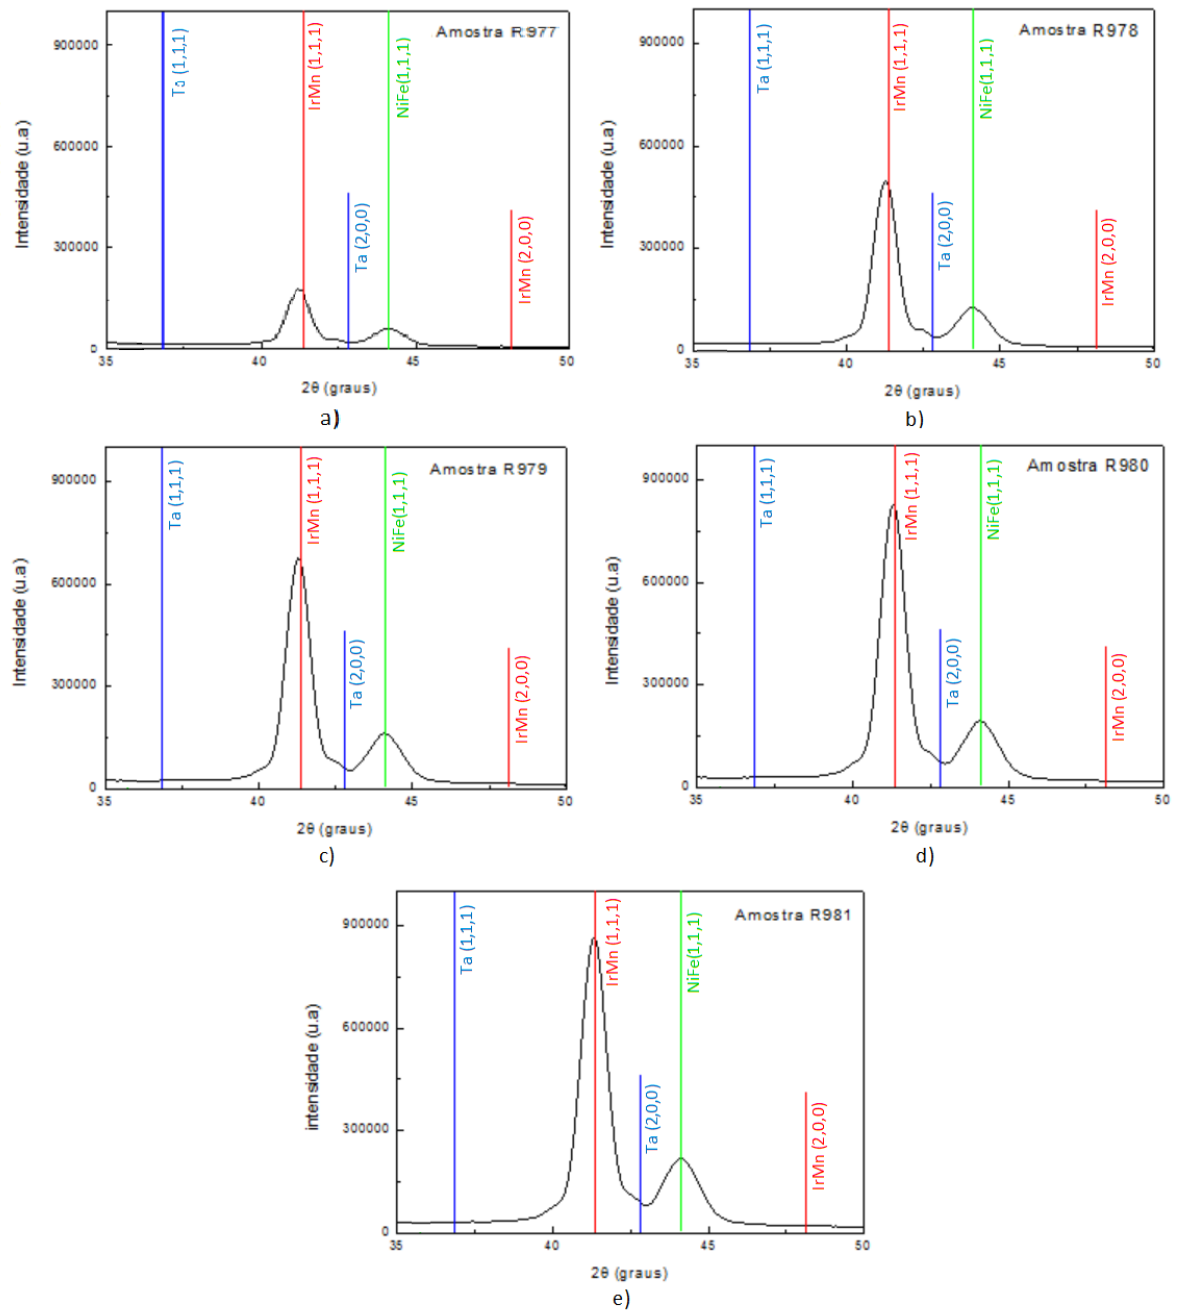 Amostra R977
Ta (1,1,1)
IrMn (1,1,1)
NiFe(1,1,1)
Ta (2,0,0)
IrMn (2,0,0)
Intensidade (u.a)
900000
600000
300000
0
35
40
45
50
2θ (graus)
a)
Amostra R978
Ta (1,1,1)
IrMn (1,1,1)
NiFe(1,1,1)
Ta (2,0,0)
IrMn (2,0,0)
Intensidade (u.a)
900000
600000
300000
0
35
40
45
50
2θ (graus)
b)
Amostra R979
Ta (1,1,1)
IrMn (1,1,1)
NiFe(1,1,1)
Ta (2,0,0)
IrMn (2,0,0)
Intensidade (u.a)
900000
600000
300000
0
35
40
45
50
2θ (graus)
c)
Amostra R980
Ta (1,1,1)
IrMn (1,1,1)
NiFe(1,1,1)
Ta (2,0,0)
IrMn (2,0,0)
Intensidade (u.a)
900000
600000
300000
0
35
40
45
50
2θ (graus)
d)
Amostra R981
Ta (1,1,1)
IrMn (1,1,1)
NiFe(1,1,1)
Ta (2,0,0)
IrMn (2,0,0)
intensidade (u.a)
900000
600000
300000
0
35
40
45
50
2θ (graus)
e)